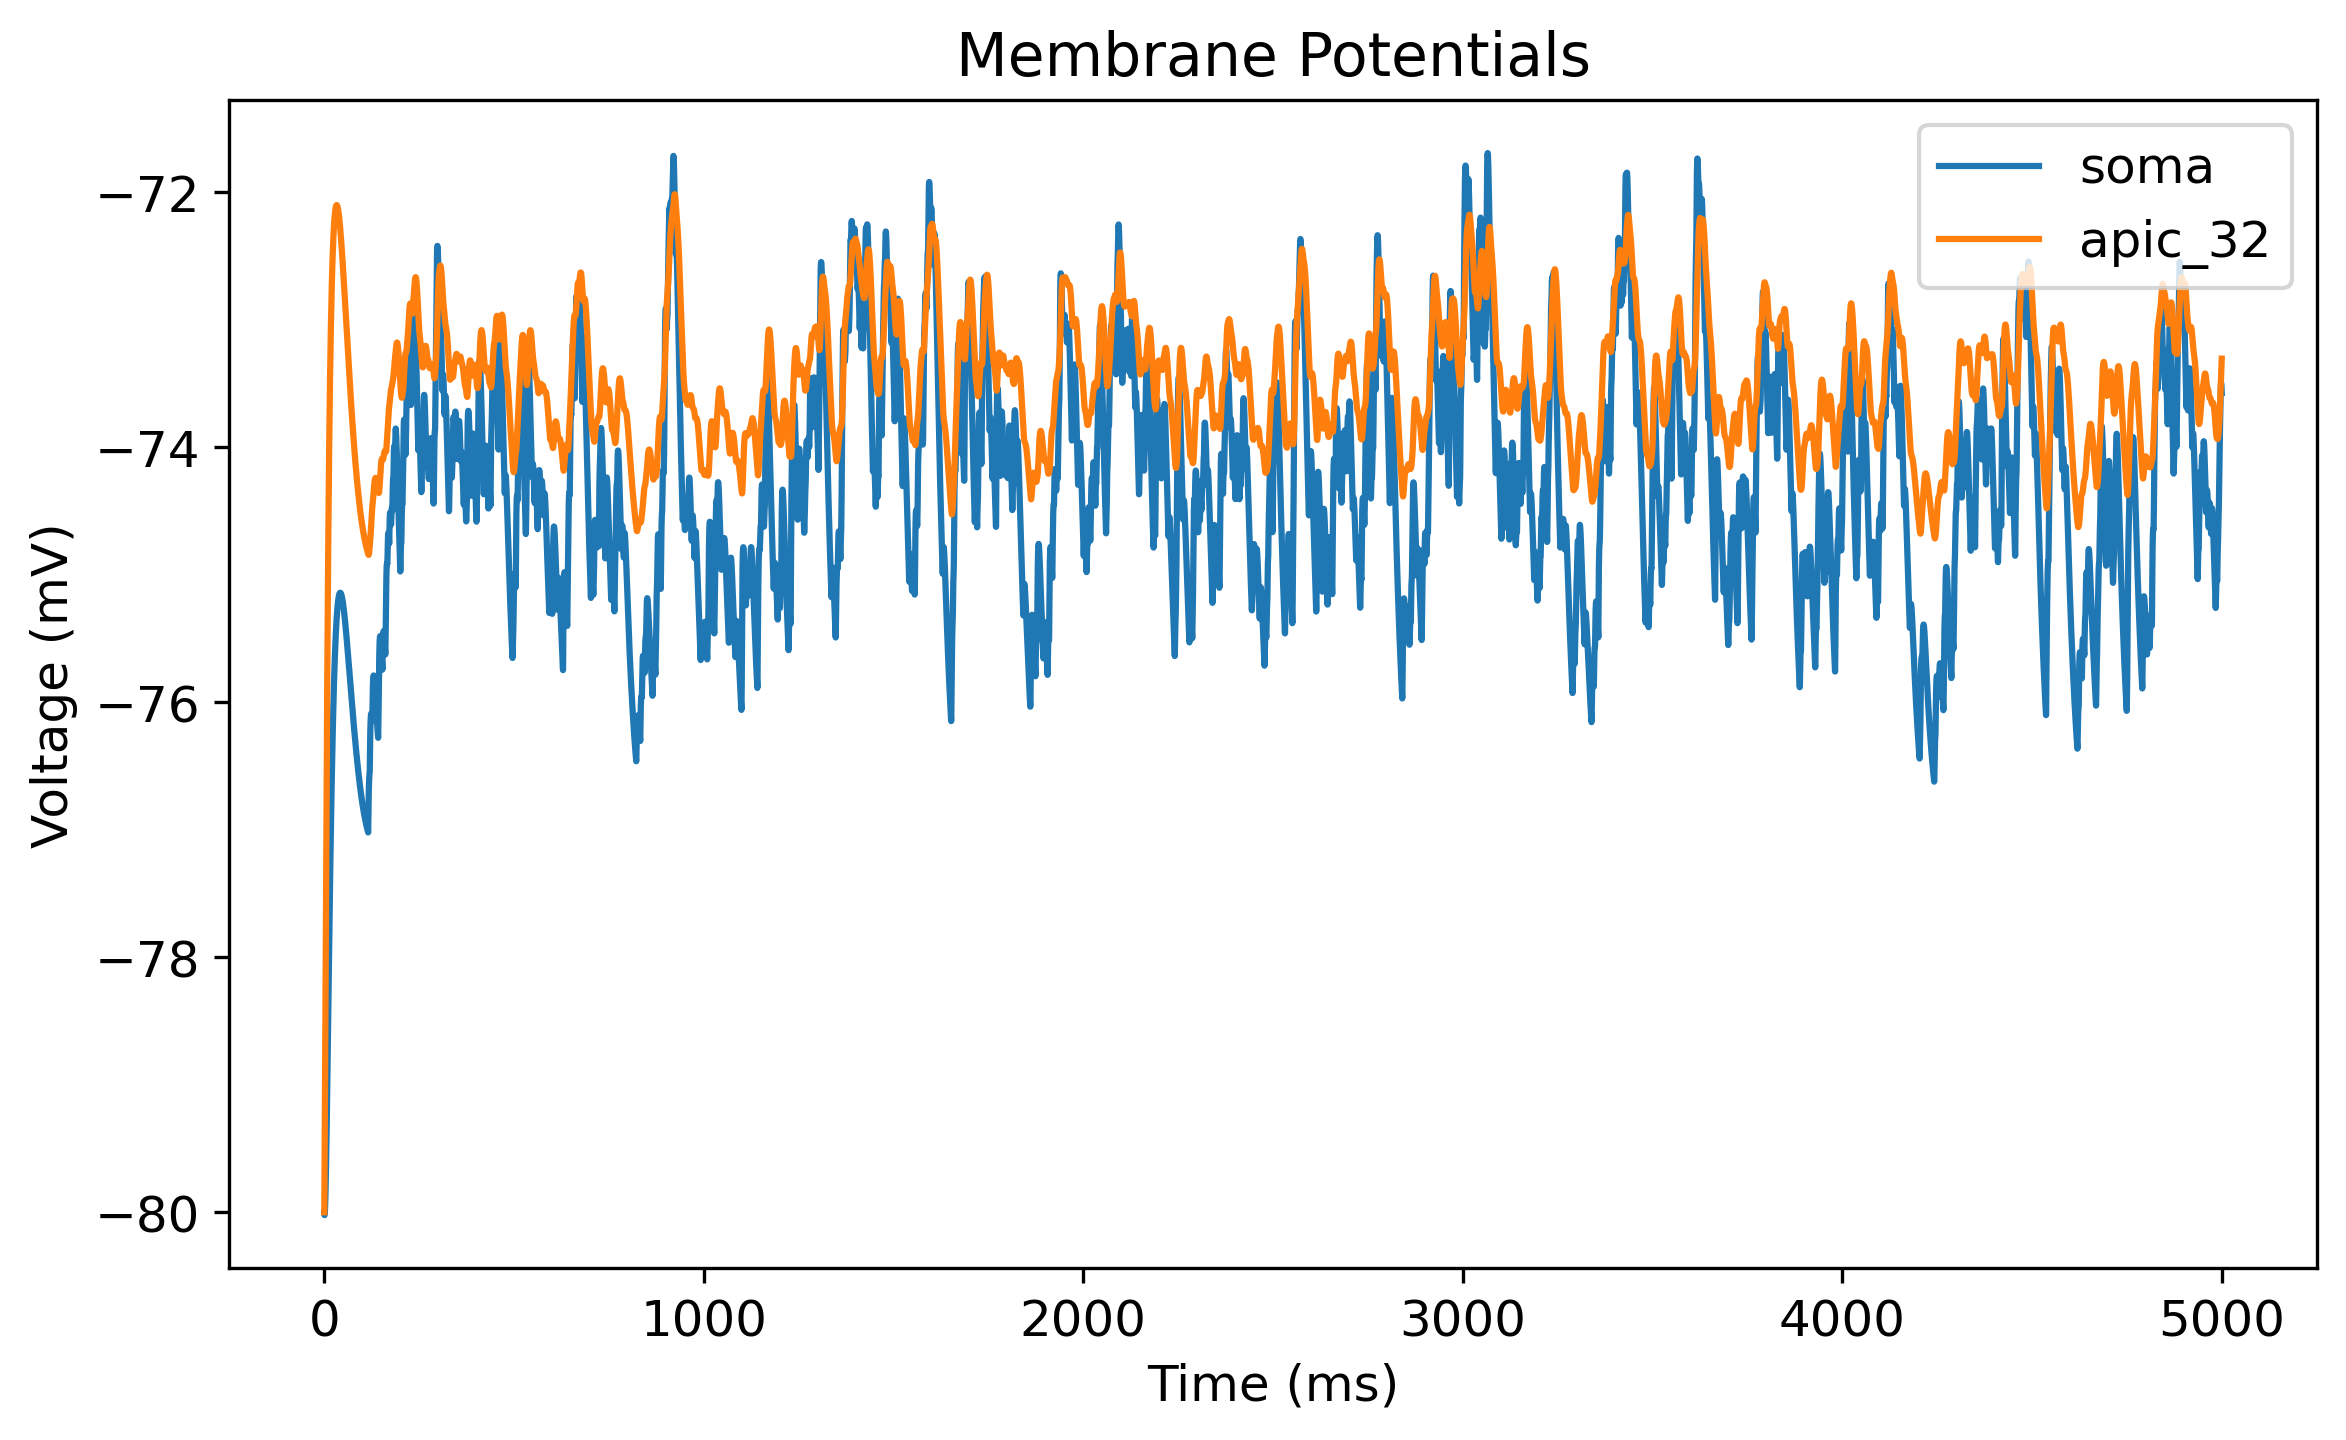 Membrane Potentials
soma
apic_32
Voltage (mV)
−72
−74
−76
−78
−80
0 1000 2000 3000 4000 5000
Time (ms)